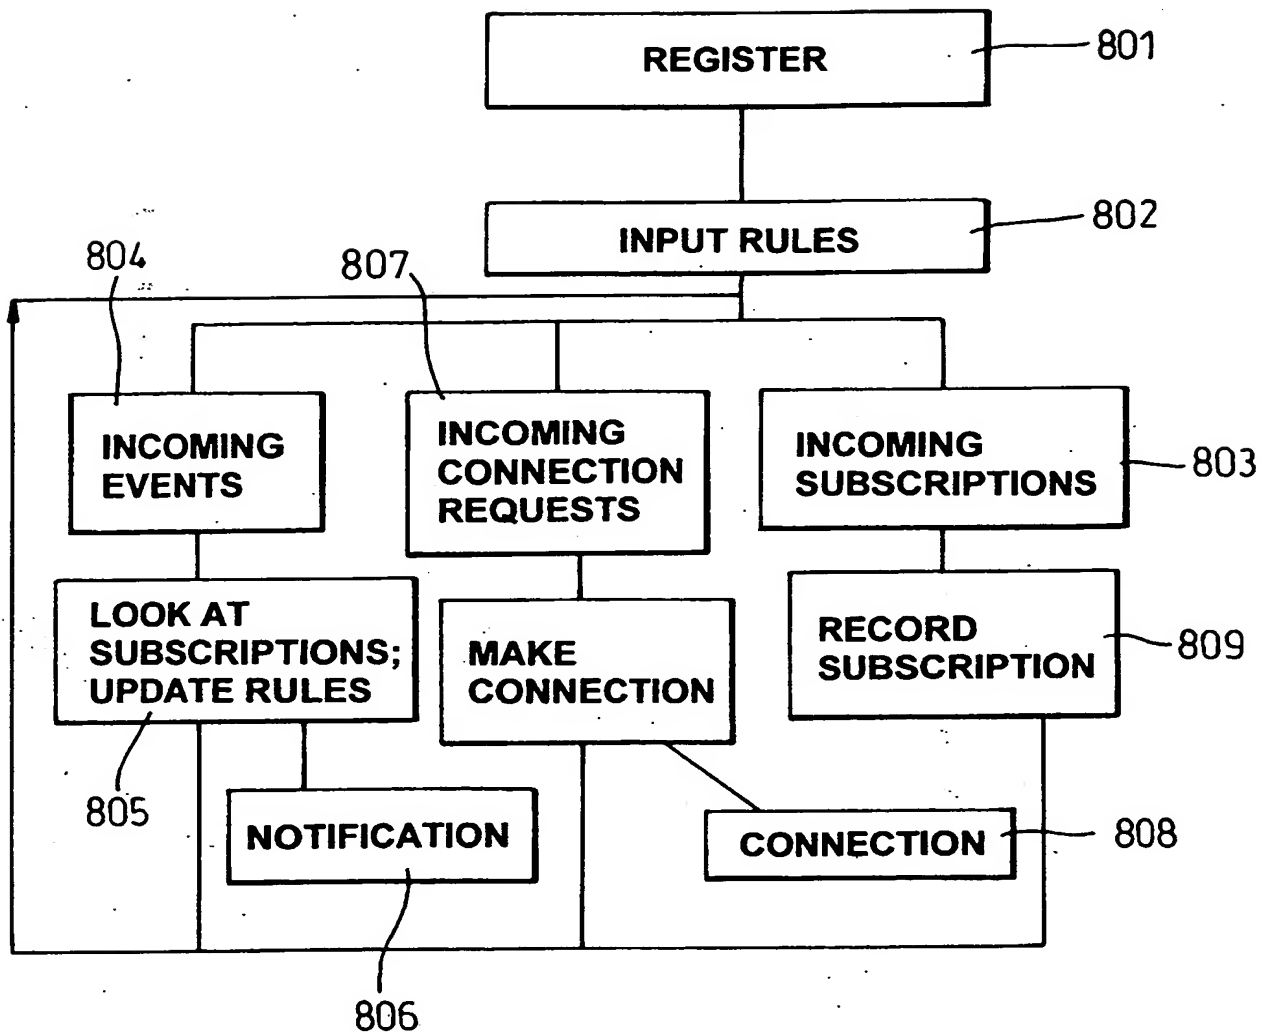 REGISTER
801
INPUT RULES
802
804
807
INCOMING
EVENTS
INCOMING
CONNECTION
REQUESTS
INCOMING
SUBSCRIPTIONS
803
LOOK AT
SUBSCRIPTIONS;
UPDATE RULES
MAKE
CONNECTION
RECORD
SUBSCRIPTION
809
805
NOTIFICATION
CONNECTION
808
806